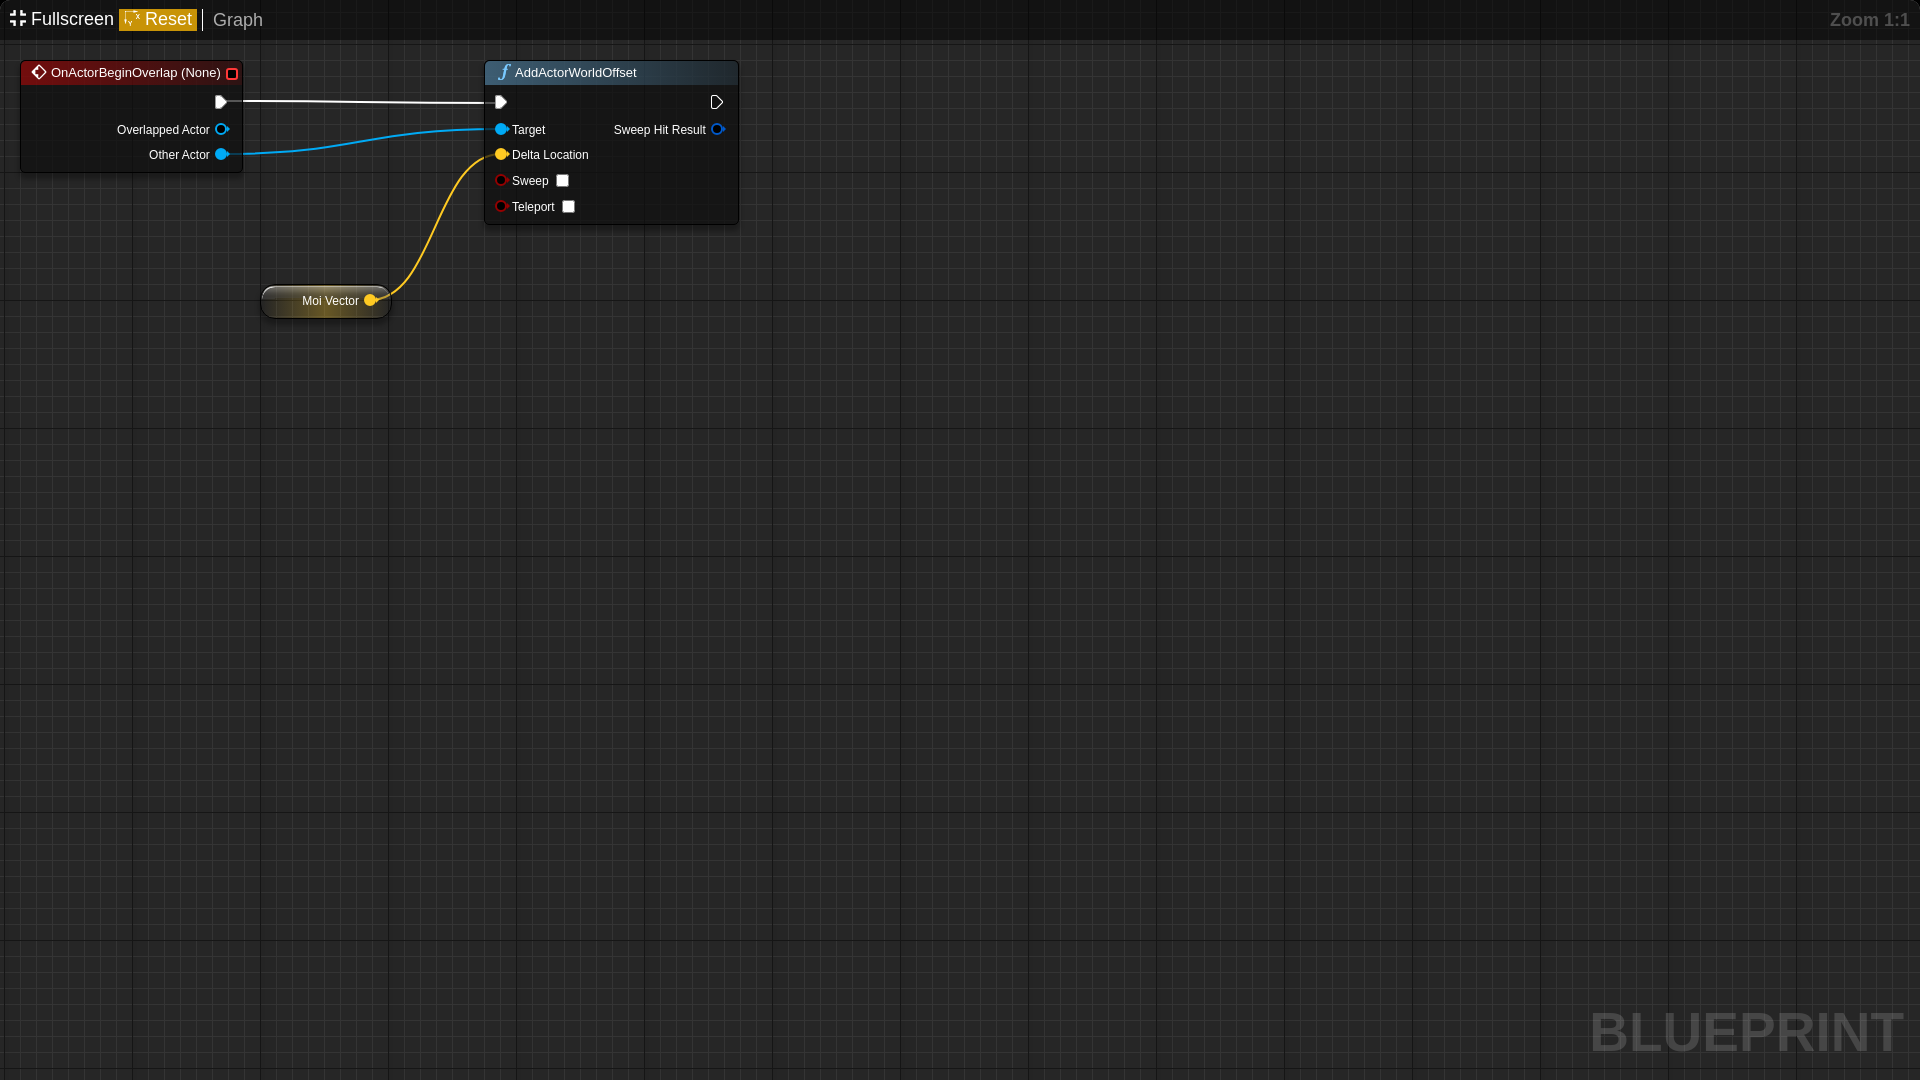 Fullscreen Reset Graph Zoom 1:1
OnActorBeginOverlap (None)
Overlapped Actor
Other Actor
AddActorWorldOffset
Target Sweep Hit Result
Delta Location
Sweep
Teleport
Moi Vector
BLUEPRINT